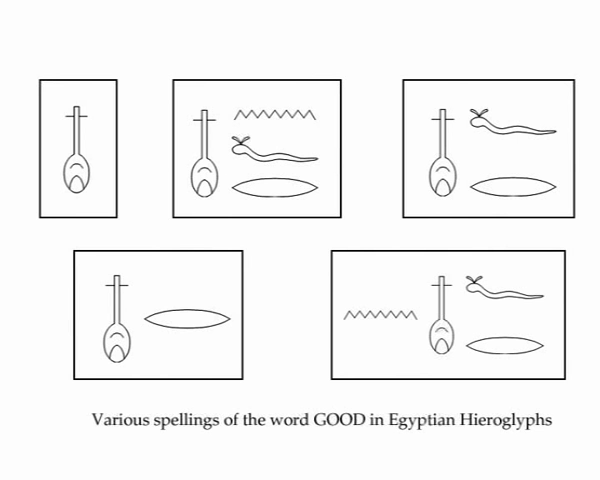 𓄤 𓄤𓈖𓆑𓂋 𓄤𓆑𓂋
𓄤𓂋 𓈖𓄤𓆑𓂋
Various spellings of the word GOOD in Egyptian Hieroglyphs